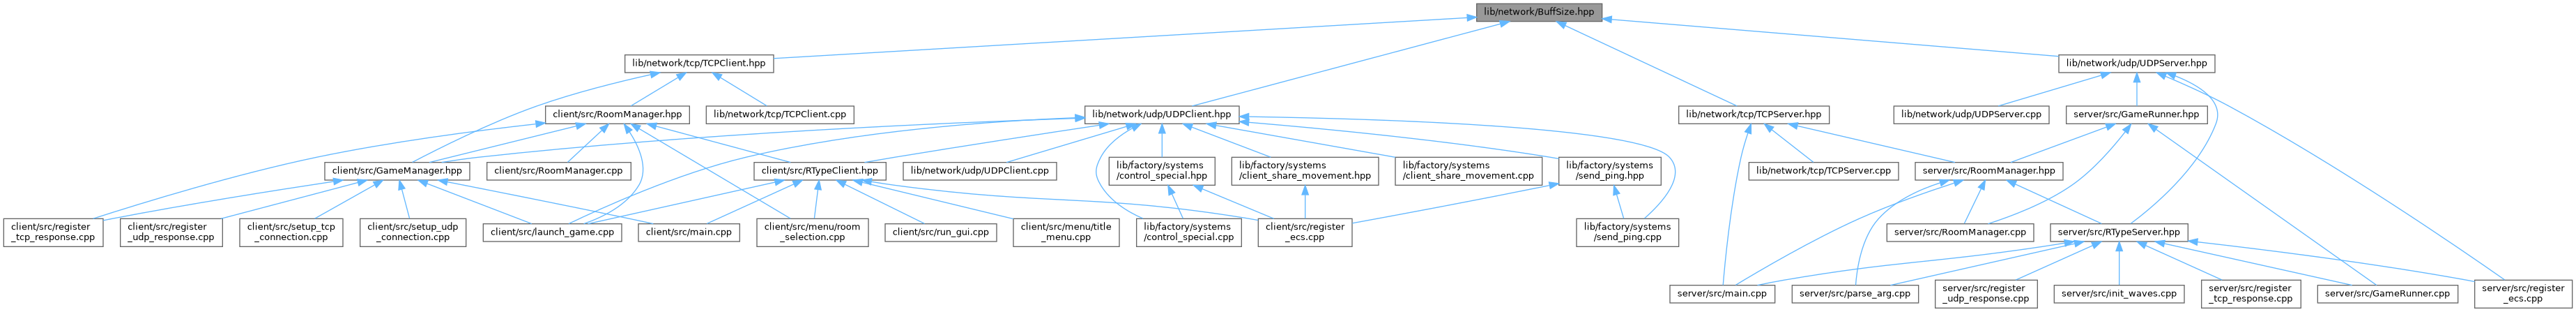 lib/network/BuffSize.hpp
lib/network/tcp/TCPClient.hpp
lib/network/udp/UDPServer.hpp
client/src/RoomManager.hpp
lib/network/tcp/TCPClient.cpp
lib/network/udp/UDPClient.hpp
lib/network/tcp/TCPServer.hpp
lib/network/udp/UDPServer.cpp
server/src/GameRunner.hpp
client/src/GameManager.hpp
client/src/RoomManager.cpp
client/src/RTypeClient.hpp
lib/network/udp/UDPClient.cpp
lib/factory/systems
/control_special.hpp
lib/factory/systems
/client_share_movement.hpp
lib/factory/systems
/client_share_movement.cpp
lib/factory/systems
/send_ping.hpp
lib/network/tcp/TCPServer.cpp
server/src/RoomManager.hpp
client/src/register
_tcp_response.cpp
client/src/register
_udp_response.cpp
client/src/setup_tcp
_connection.cpp
client/src/setup_udp
_connection.cpp
client/src/launch_game.cpp
client/src/main.cpp
client/src/menu/room
_selection.cpp
client/src/run_gui.cpp
client/src/menu/title
_menu.cpp
lib/factory/systems
/control_special.cpp
client/src/register
_ecs.cpp
lib/factory/systems
/send_ping.cpp
server/src/RoomManager.cpp
server/src/RTypeServer.hpp
server/src/main.cpp
server/src/parse_arg.cpp
server/src/register
_udp_response.cpp
server/src/init_waves.cpp
server/src/register
_tcp_response.cpp
server/src/GameRunner.cpp
server/src/register
_ecs.cpp